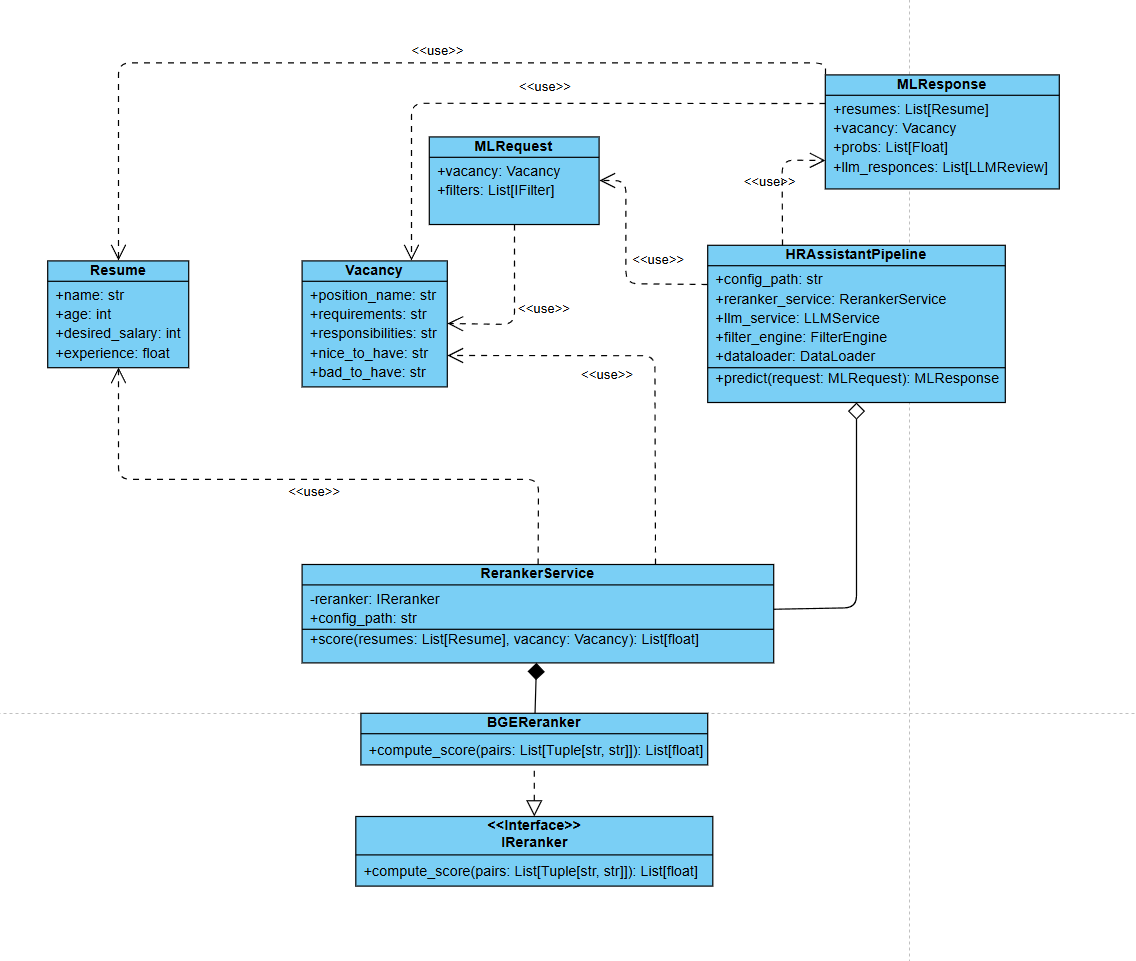 <<use>>
<<use>>
MLResponse
+resumes: List[Resume]
+vacancy: Vacancy
+probs: List[Float]
+llm_responces: List[LLMReview]
MLRequest
+vacancy: Vacancy
+filters: List[IFilter]
<<use>>
<<use>>
<<use>>
HRAssistantPipeline
+config_path: str
+reranker_service: RerankerService
+llm_service: LLMService
+filter_engine: FilterEngine
+dataloader: DataLoader
+predict(request: MLRequest): MLResponse
Resume
+name: str
+age: int
+desired_salary: int
+experience: float
Vacancy
+position_name: str
+requirements: str
+responsibilities: str
+nice_to_have: str
+bad_to_have: str
<<use>>
<<use>>
RerankerService
-reranker: IReranker
+config_path: str
+score(resumes: List[Resume], vacancy: Vacancy): List[float]
BGEReranker
+compute_score(pairs: List[Tuple[str, str]]): List[float]
<<Interface>>
IReranker
+compute_score(pairs: List[Tuple[str, str]]): List[float]